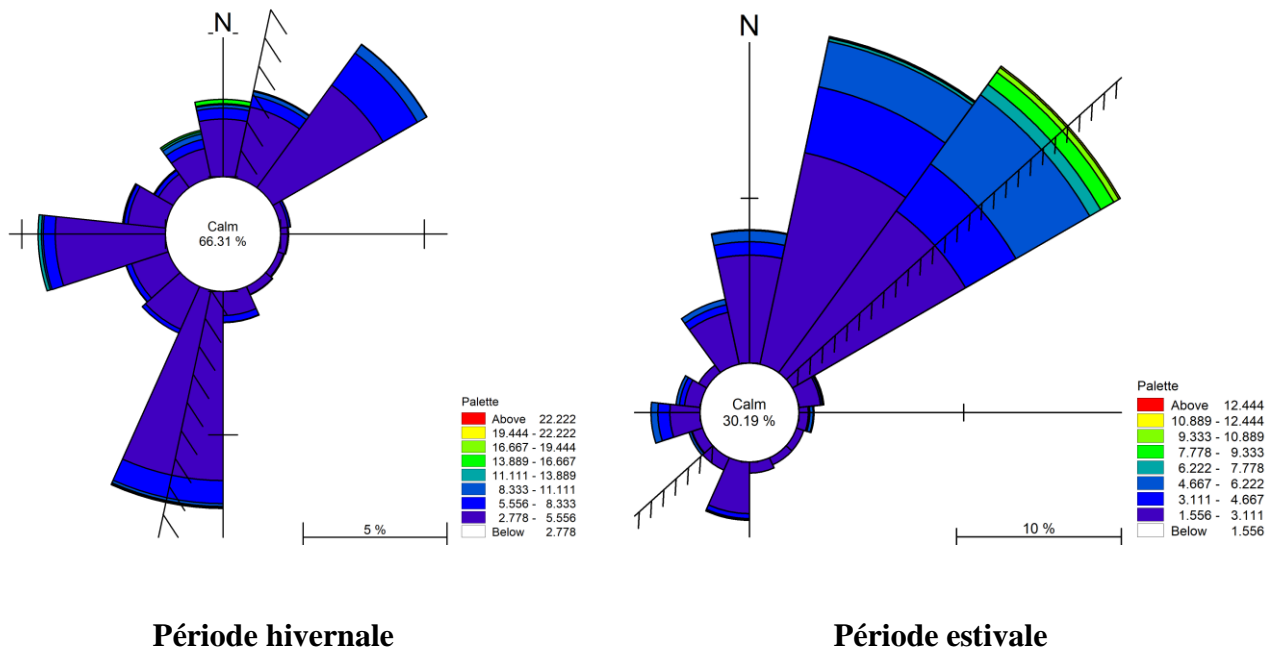 N
Calm
66.31 %
5 %
Palette
Above 22.222
19.444 - 22.222
16.667 - 19.444
13.889 - 16.667
11.111 - 13.889
8.333 - 11.111
5.556 - 8.333
2.778 - 5.556
Below 2.778
N
Calm
30.19 %
10 %
Palette
Above 12.444
10.889 - 12.444
9.333 - 10.889
7.778 - 9.333
6.222 - 7.778
4.667 - 6.222
3.111 - 4.667
1.556 - 3.111
Below 1.556
Période hivernale
Période estivale